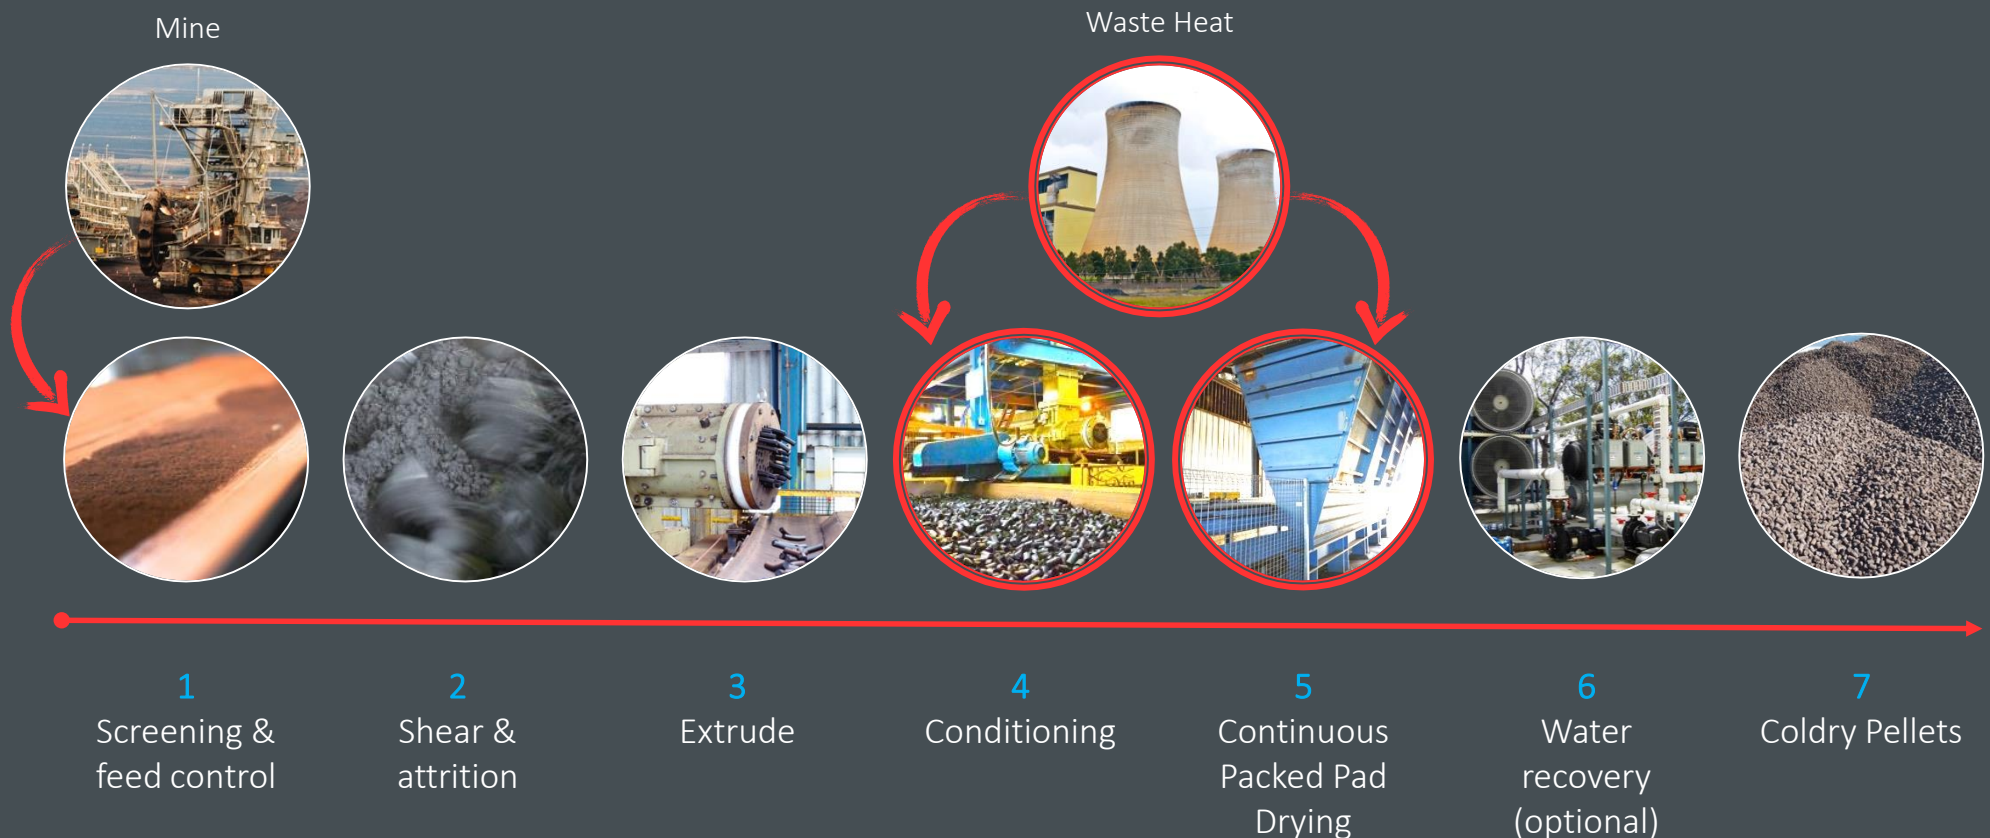 Mine
Waste Heat
1
Screening &
feed control
2
Shear &
attrition
3
Extrude
4
Conditioning
5
Continuous
Packed Pad
Drying
6
Water
recovery
(optional)
7
Coldry Pellets